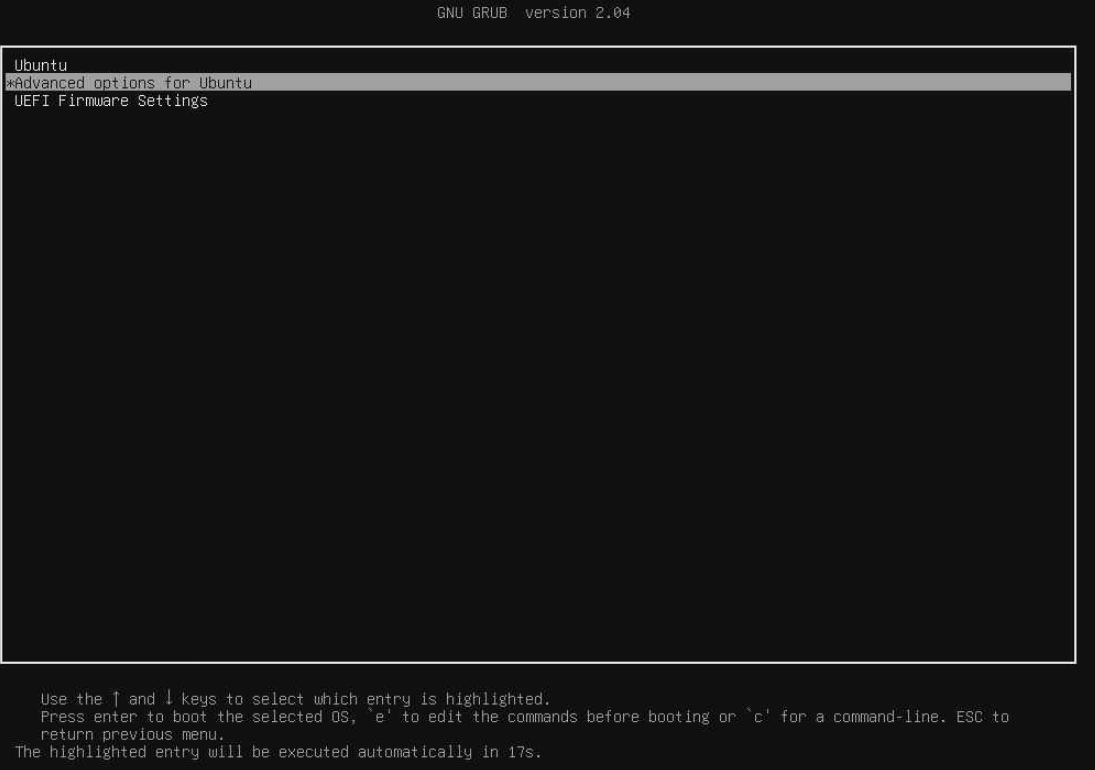 GNU GRUB  version 2.04
Ubuntu
*Advanced options for Ubuntu
UEFI Firmware Settings
Use the ↑ and ↓ keys to select which entry is highlighted.
Press enter to boot the selected OS, `e' to edit the commands before booting or `c' for a command-line. ESC to
return previous menu.
The highlighted entry will be executed automatically in 17s.